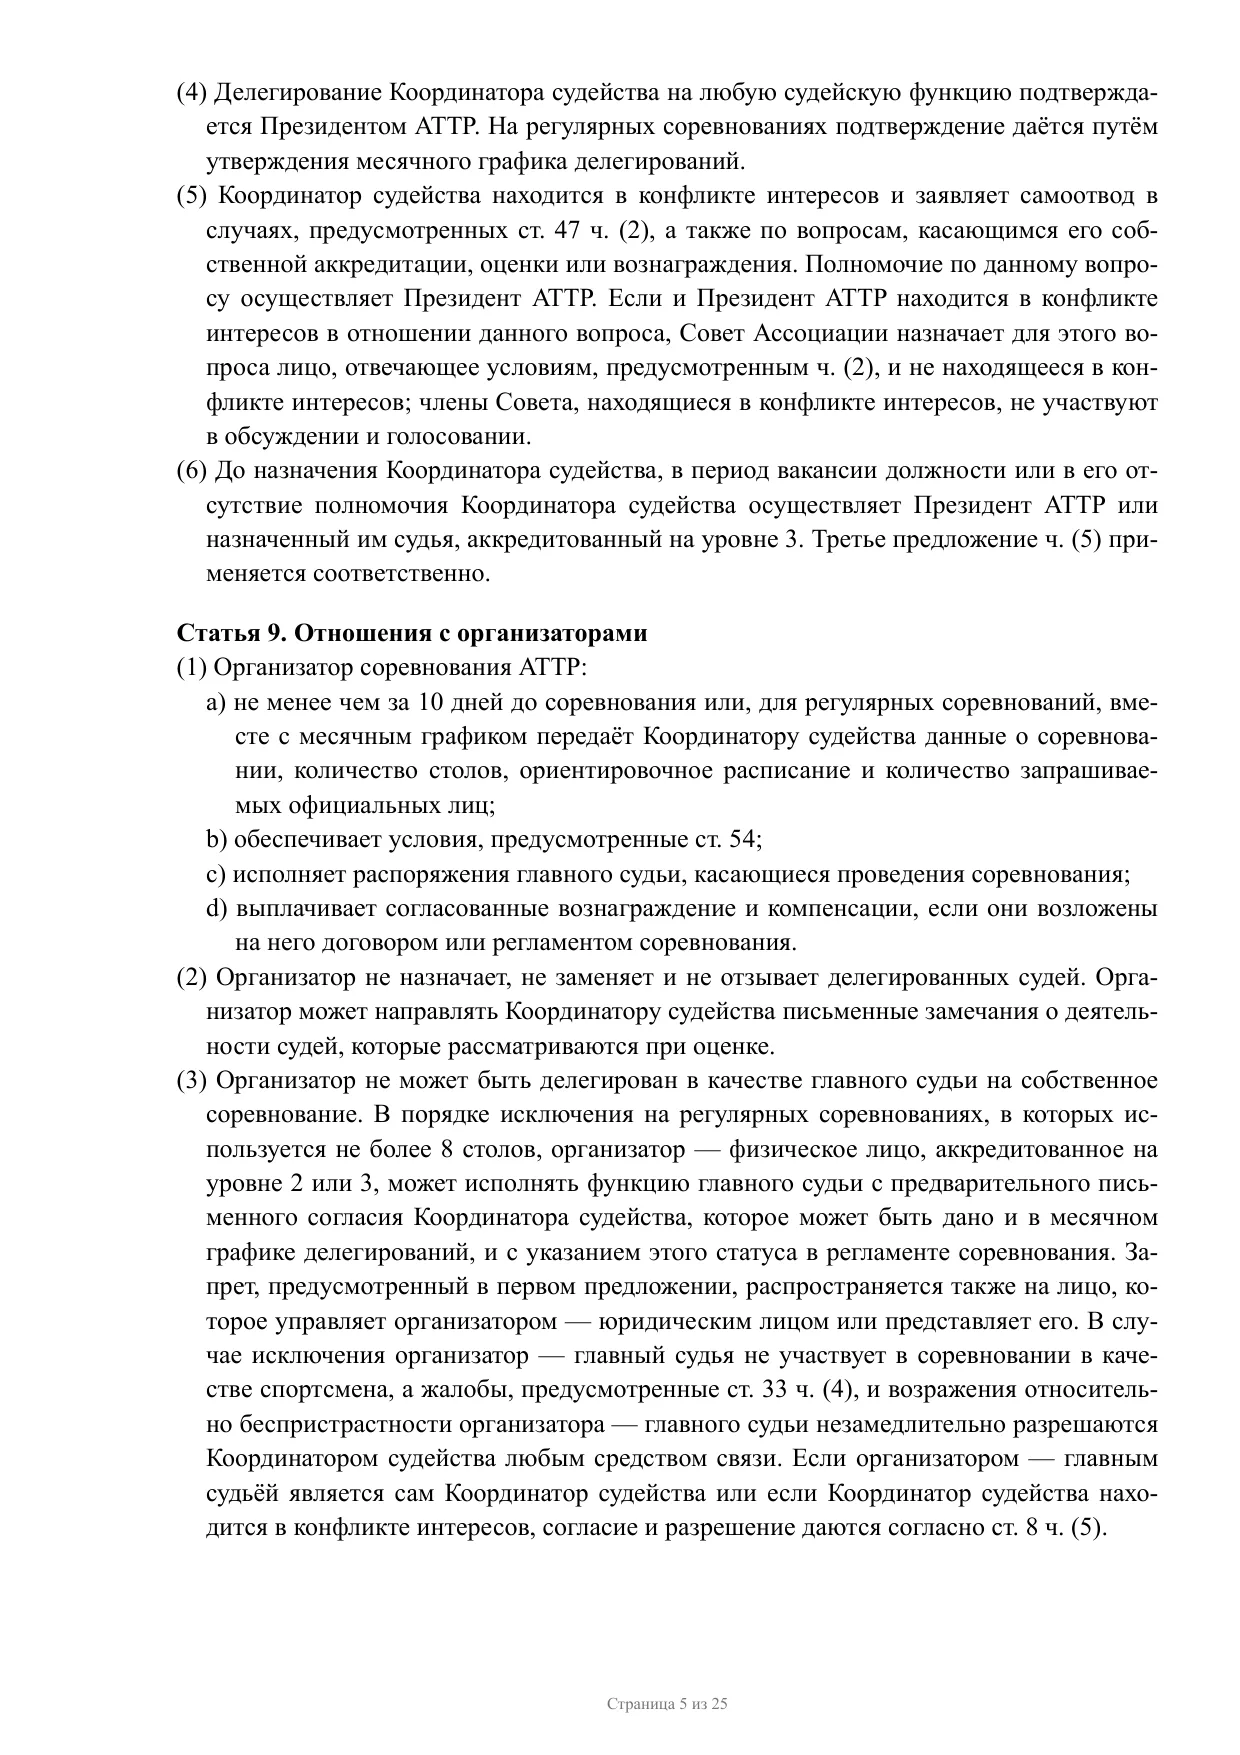 (4) Делегирование Координатора судейства на любую судейскую функцию подтвержда-
ется Президентом АТТР. На регулярных соревнованиях подтверждение даётся путём
утверждения месячного графика делегирований.
(5) Координатор судейства находится в конфликте интересов и заявляет самоотвод в
случаях, предусмотренных ст. 47 ч. (2), а также по вопросам, касающимся его соб-
ственной аккредитации, оценки или вознаграждения. Полномочие по данному вопро-
су осуществляет Президент АТТР. Если и Президент АТТР находится в конфликте
интересов в отношении данного вопроса, Совет Ассоциации назначает для этого во-
проса лицо, отвечающее условиям, предусмотренным ч. (2), и не находящееся в кон-
фликте интересов; члены Совета, находящиеся в конфликте интересов, не участвуют
в обсуждении и голосовании.
(6) До назначения Координатора судейства, в период вакансии должности или в его от-
сутствие полномочия Координатора судейства осуществляет Президент АТТР или
назначенный им судья, аккредитованный на уровне 3. Третье предложение ч. (5) при-
меняется соответственно.
Статья 9. Отношения с организаторами
(1) Организатор соревнования АТТР:
a) не менее чем за 10 дней до соревнования или, для регулярных соревнований, вме-
сте с месячным графиком передаёт Координатору судейства данные о соревнова-
нии, количество столов, ориентировочное расписание и количество запрашивае-
мых официальных лиц;
b) обеспечивает условия, предусмотренные ст. 54;
c) исполняет распоряжения главного судьи, касающиеся проведения соревнования;
d) выплачивает согласованные вознаграждение и компенсации, если они возложены
на него договором или регламентом соревнования.
(2) Организатор не назначает, не заменяет и не отзывает делегированных судей. Орга-
низатор может направлять Координатору судейства письменные замечания о деятель-
ности судей, которые рассматриваются при оценке.
(3) Организатор не может быть делегирован в качестве главного судьи на собственное
соревнование. В порядке исключения на регулярных соревнованиях, в которых ис-
пользуется не более 8 столов, организатор — физическое лицо, аккредитованное на
уровне 2 или 3, может исполнять функцию главного судьи с предварительного пись-
менного согласия Координатора судейства, которое может быть дано и в месячном
графике делегирований, и с указанием этого статуса в регламенте соревнования. За-
прет, предусмотренный в первом предложении, распространяется также на лицо, ко-
торое управляет организатором — юридическим лицом или представляет его. В слу-
чае исключения организатор — главный судья не участвует в соревновании в каче-
стве спортсмена, а жалобы, предусмотренные ст. 33 ч. (4), и возражения относитель-
но беспристрастности организатора — главного судьи незамедлительно разрешаются
Координатором судейства любым средством связи. Если организатором — главным
судьёй является сам Координатор судейства или если Координатор судейства нахо-
дится в конфликте интересов, согласие и разрешение даются согласно ст. 8 ч. (5).
Страница 5 из 25